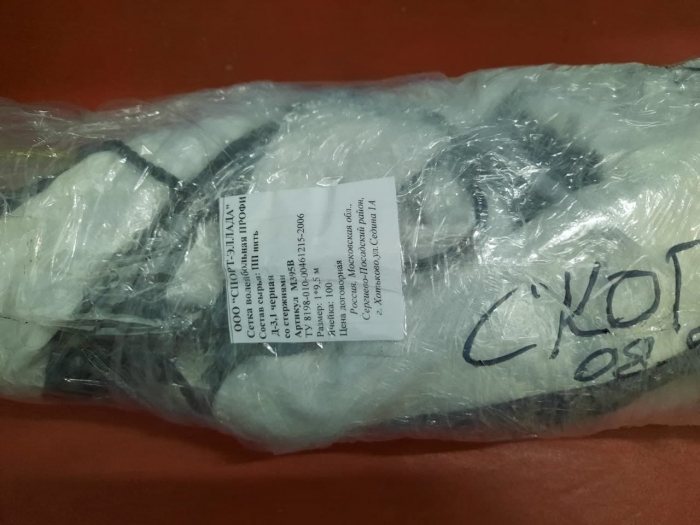 ООО "СПОРТ-ЭЛЛАДА"
Сетка волейбольная ПРОФИ
Состав сырья: ПП нить
Д-3,1 черная
со стержнями
Артикул М395В
ТУ 8198-010-00461215-2006
Размер: 1*9,5 м
Ячейка: 100
Цена договорная
Россия, Московская обл.,
Сергиево-Посадский район,
г. Хотьково, ул. Седина 1А
СКОТ
08